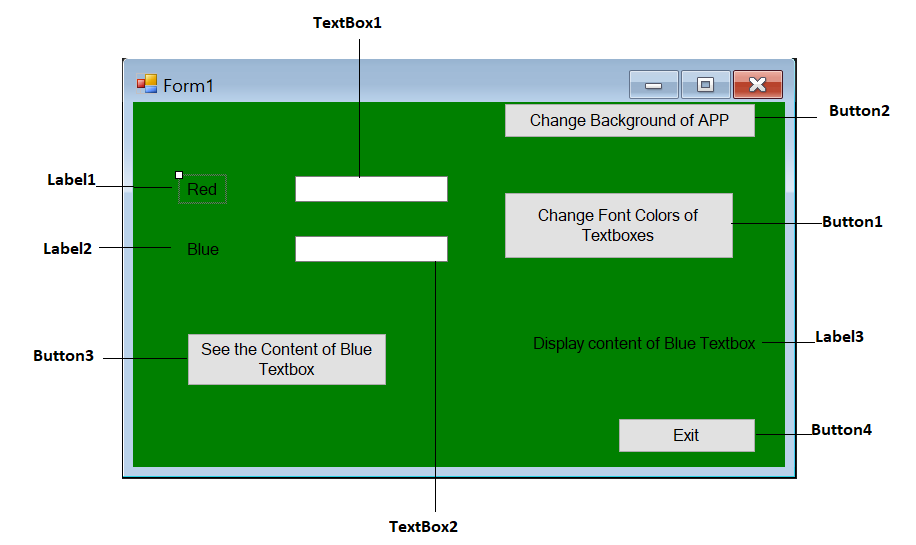 TextBox1
Form1
Change Background of APP
Button2
Label1
Red
Change Font Colors of
Textboxes
Button1
Label2
Blue
Button3
See the Content of Blue
Textbox
Display content of Blue Textbox
Label3
Exit
Button4
TextBox2